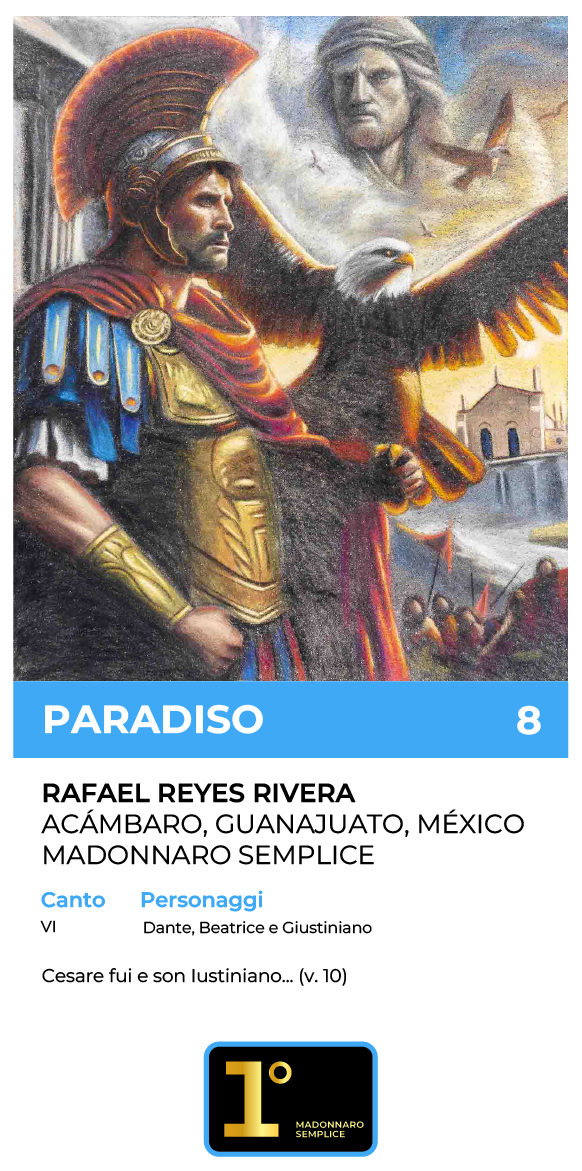 PARADISO 8
RAFAEL REYES RIVERA
ACÁMBARO, GUANAJUATO, MÉXICO
MADONNARO SEMPLICE
Canto Personaggi
VI Dante, Beatrice e Giustiniano
Cesare fui e son Iustiniano... (v. 10)
1°
MADONNARO
SEMPLICE